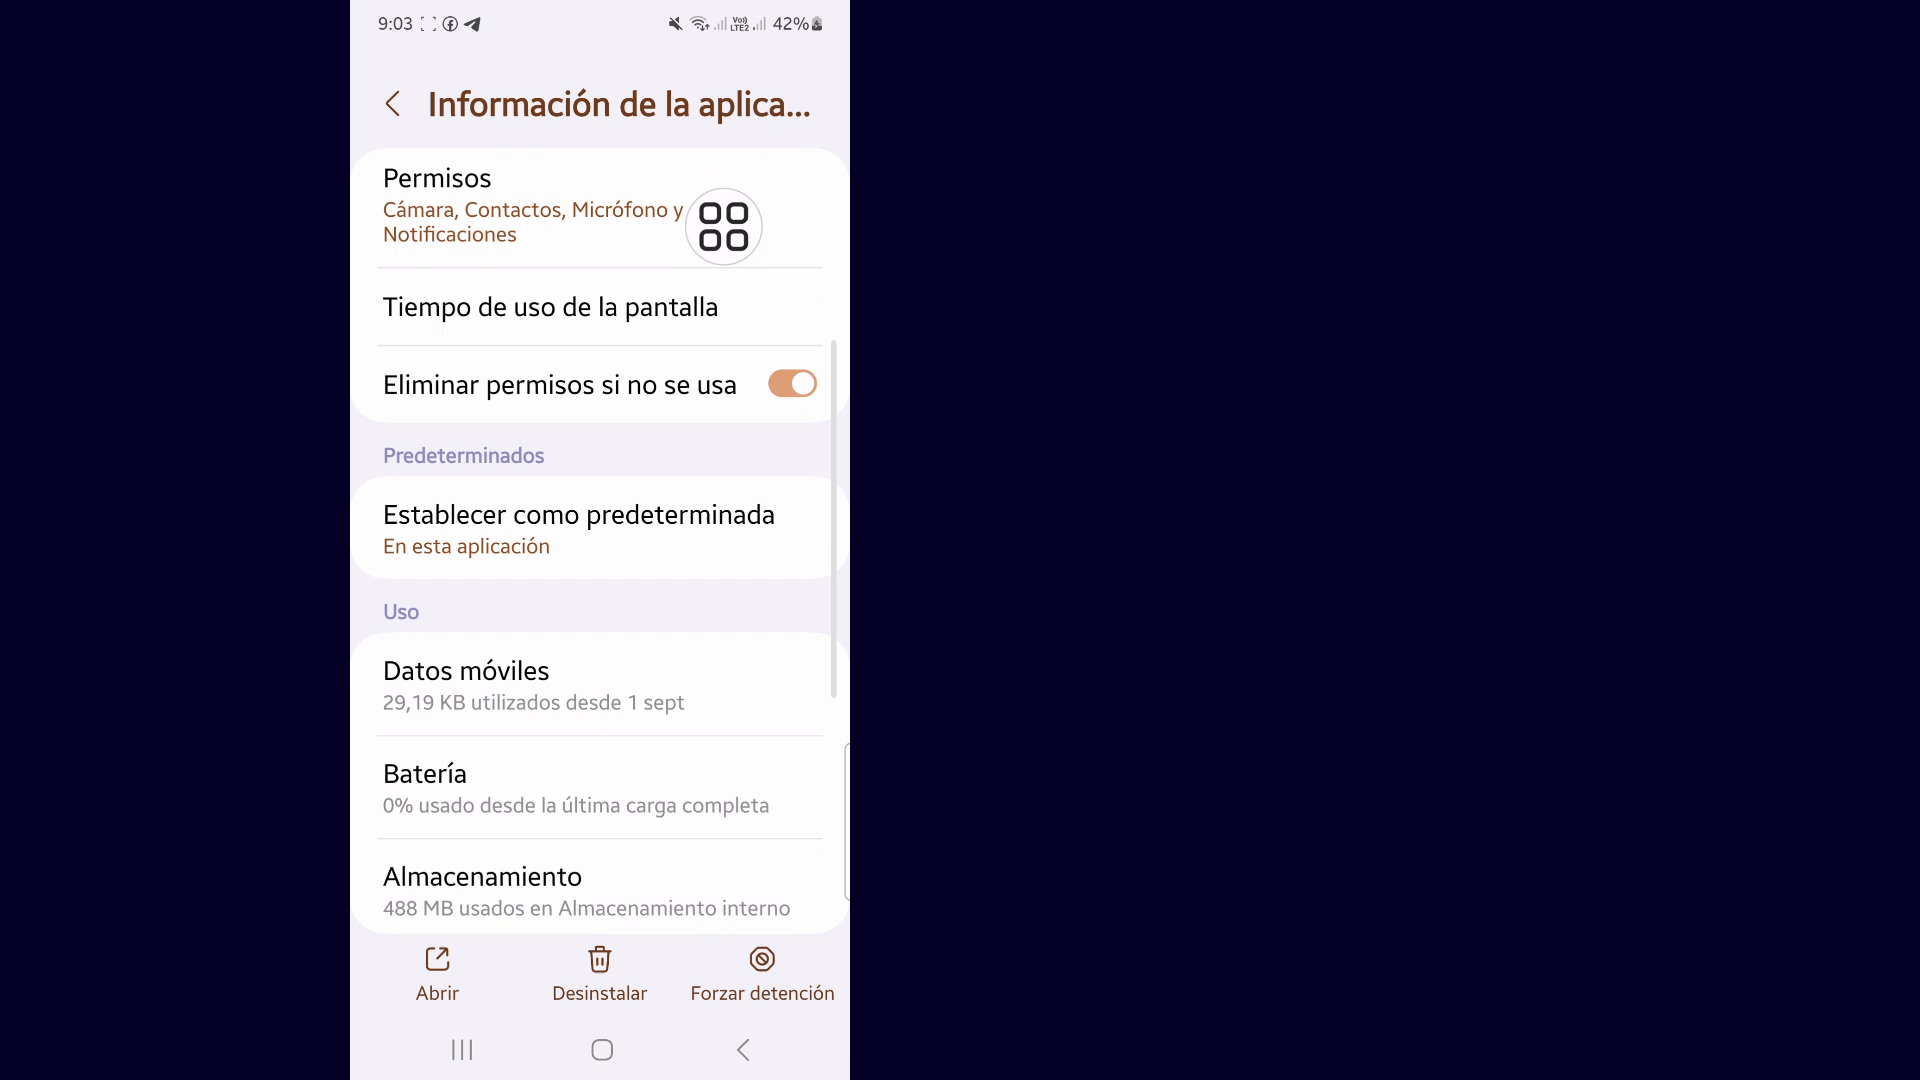 9:03
Vo))
LTE2
42%
Información de la aplica...
Permisos
Cámara, Contactos, Micrófono y
Notificaciones
Tiempo de uso de la pantalla
Eliminar permisos si no se usa
Predeterminados
Establecer como predeterminada
En esta aplicación
Uso
Datos móviles
29,19 KB utilizados desde 1 sept
Batería
0% usado desde la última carga completa
Almacenamiento
488 MB usados en Almacenamiento interno
Abrir
Desinstalar
Forzar detención